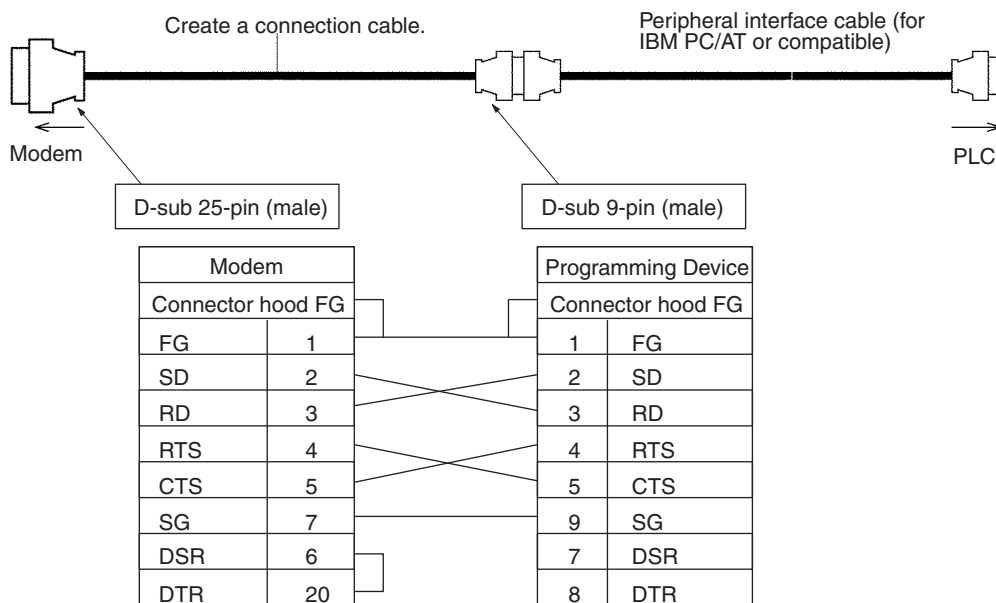 Create a connection cable.
Peripheral interface cable (for
IBM PC/AT or compatible)
Modem
PLC
D-sub 25-pin (male)
D-sub 9-pin (male)
Modem
Connector hood FG
FG 1
SD 2
RD 3
RTS 4
CTS 5
SG 7
DSR 6
DTR 20
Programming Device
Connector hood FG
1 FG
2 SD
3 RD
4 RTS
5 CTS
9 SG
7 DSR
8 DTR